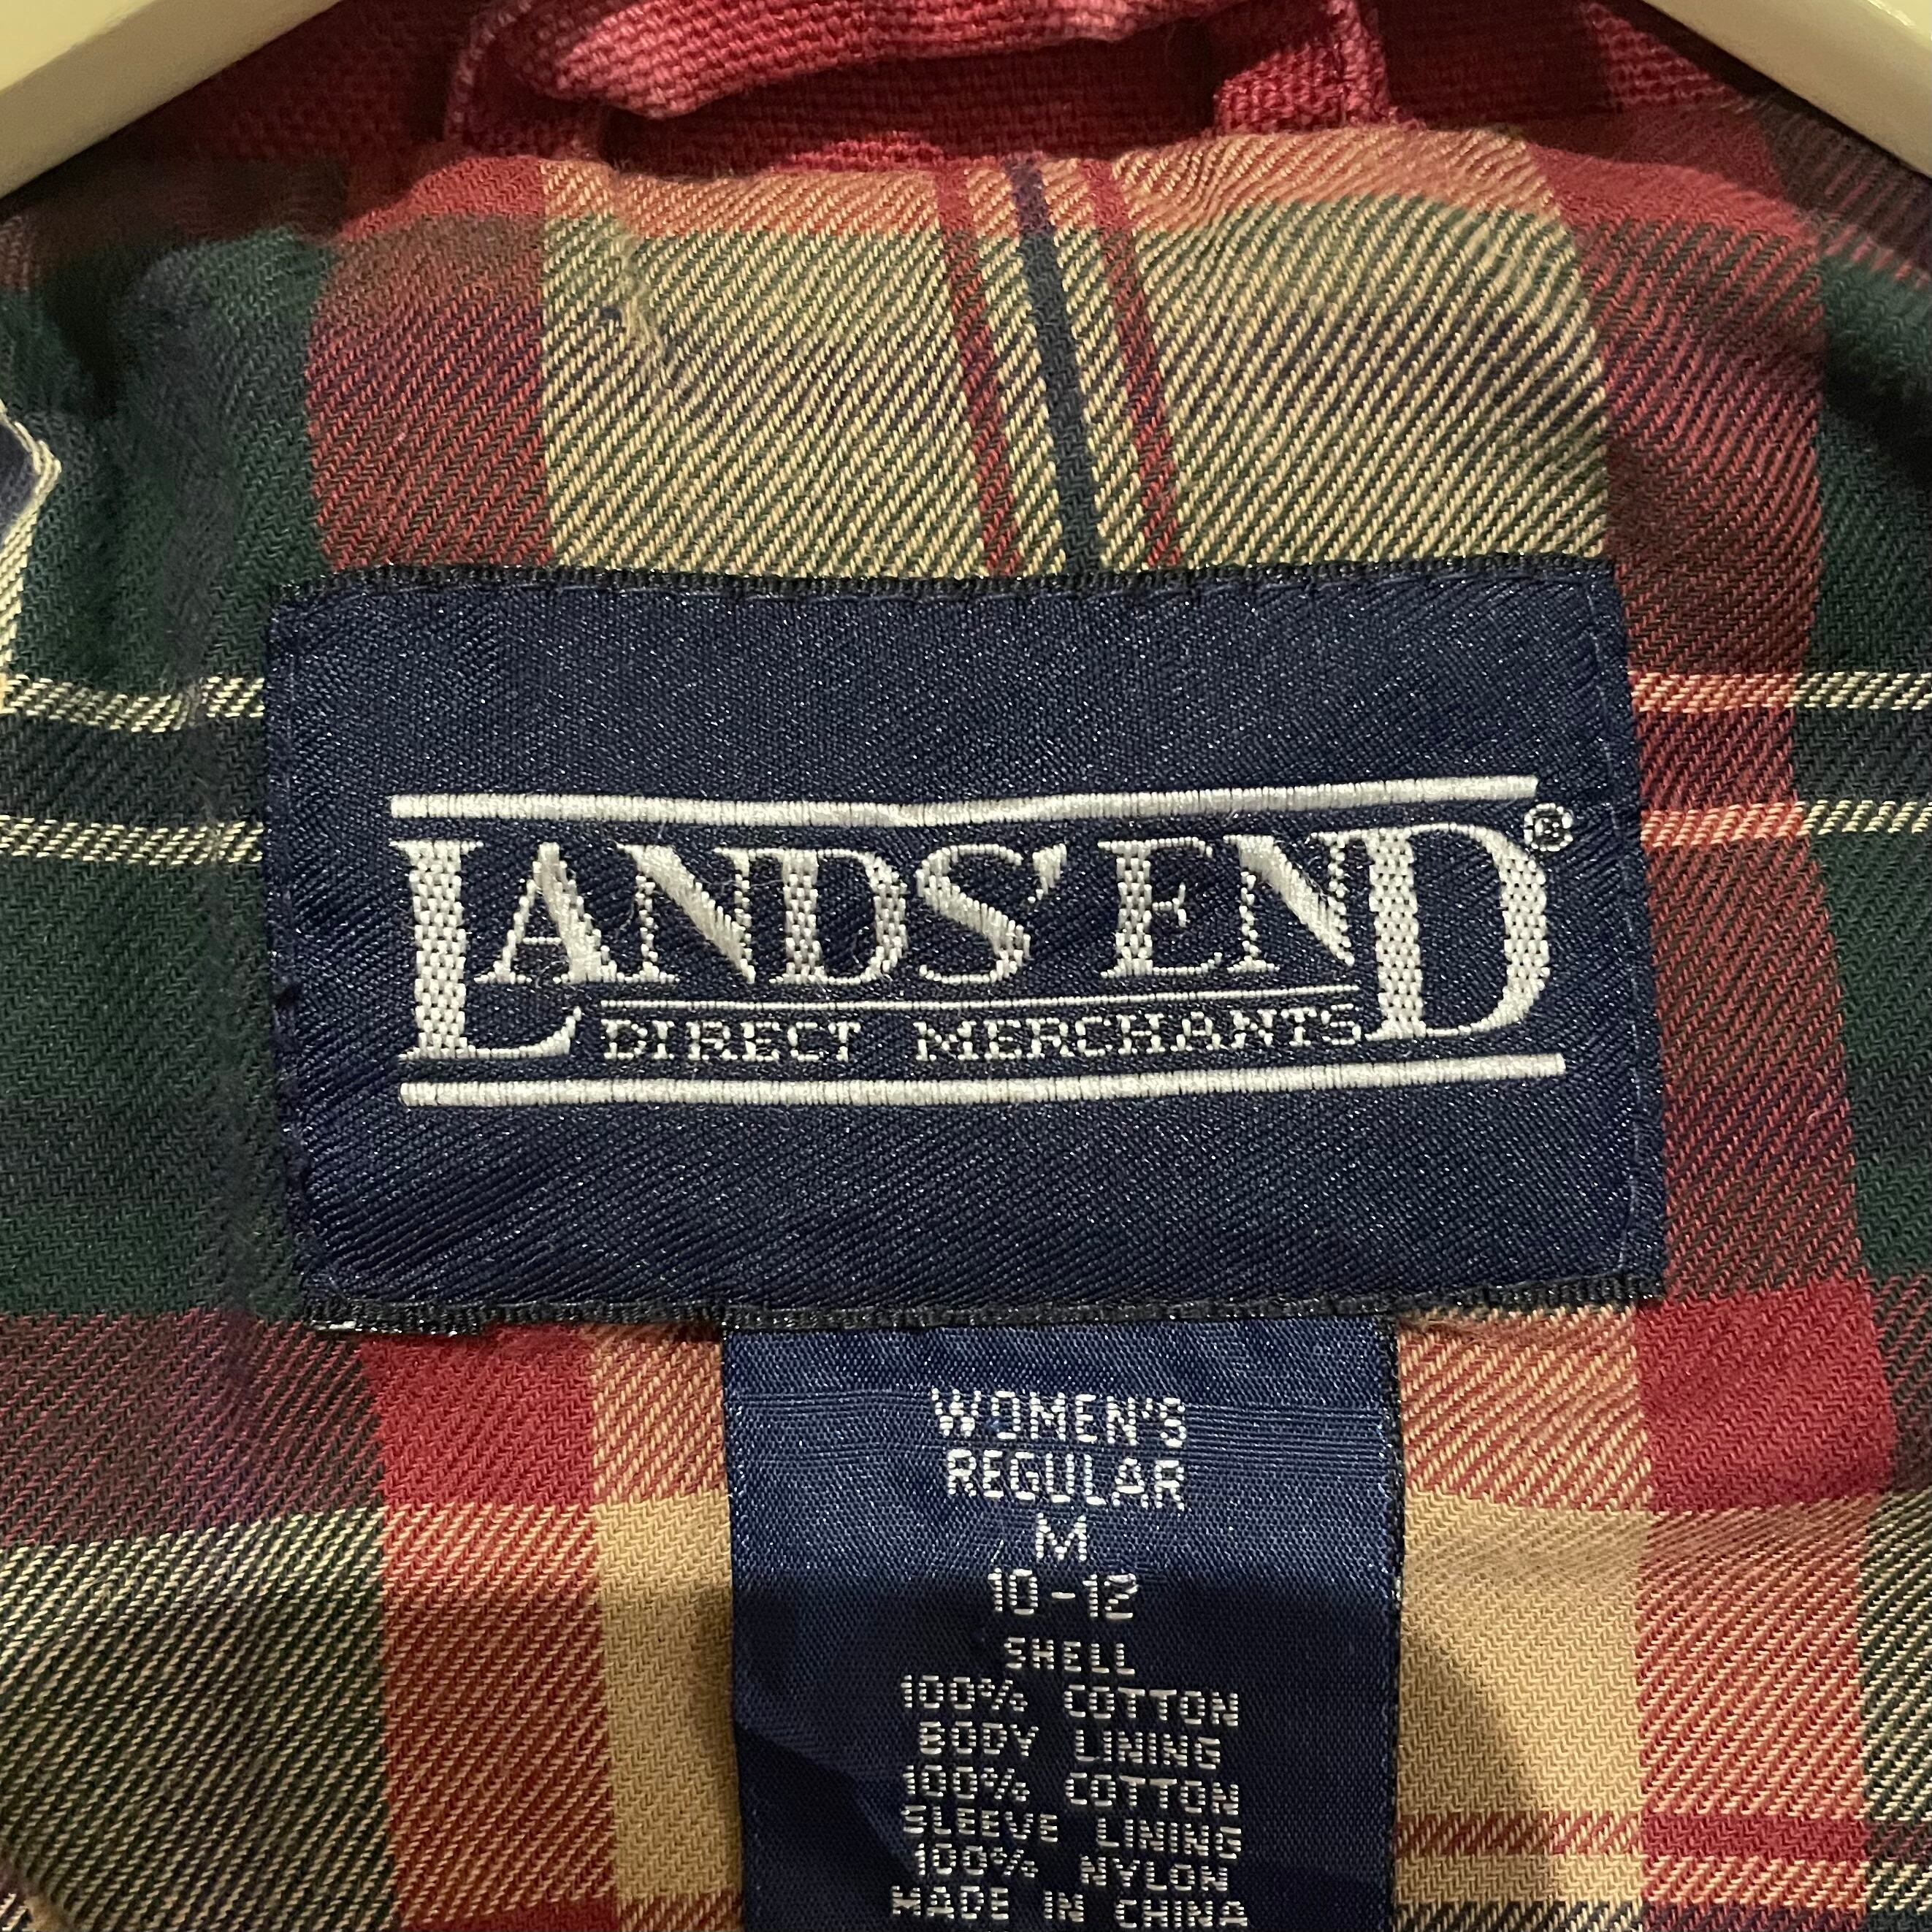 LANDS' END®
DIRECT MERCHANTS
WOMEN'S
REGULAR
M
10-12
SHELL
100% COTTON
BODY LINING
100% COTTON
SLEEVE LINING
100% NYLON
MADE IN CHINA